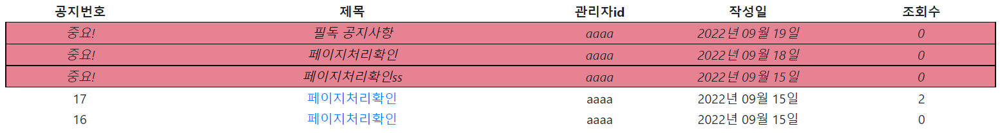 공지번호 제목 관리자id 작성일 조회수
중요! 필독 공지사항 aaaa 2022년 09월 19일 0
중요! 페이지처리확인 aaaa 2022년 09월 18일 0
중요! 페이지처리확인ss aaaa 2022년 09월 15일 0
17 페이지처리확인 aaaa 2022년 09월 15일 2
16 페이지처리확인 aaaa 2022년 09월 15일 0